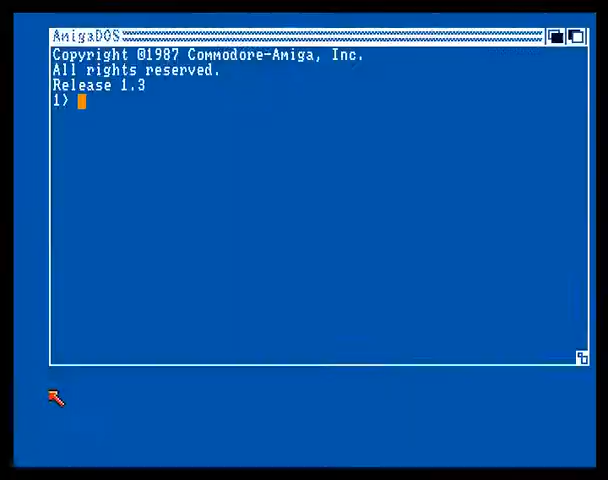 AmigaDOS
Copyright @1987 Commodore-Amiga, Inc.
All rights reserved.
Release 1.3
1>